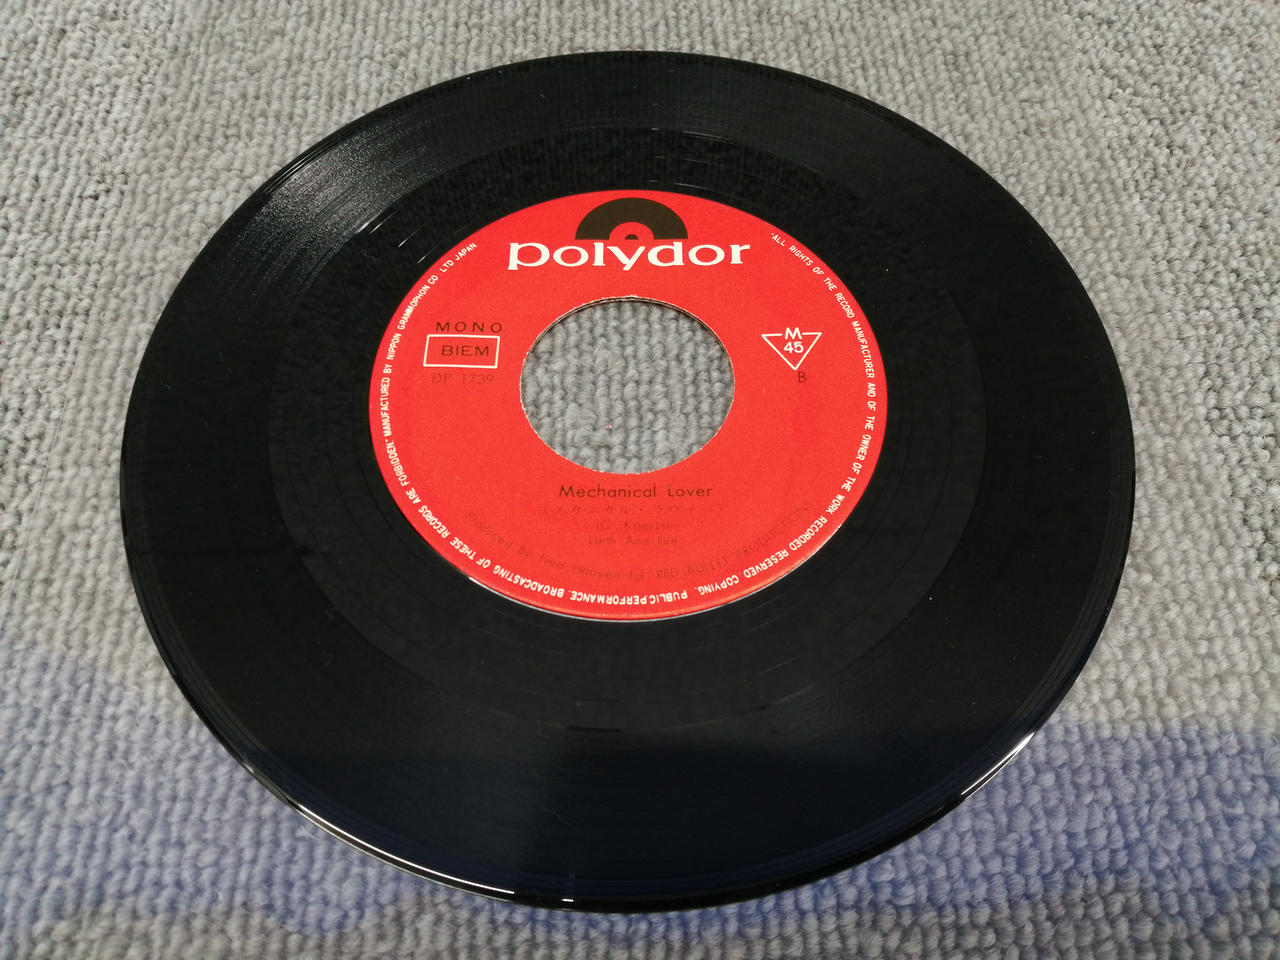 polydor
MONO
BIEM
DP 1739
M
45
B
Mechanical Lover
(メカニカル・ラヴァー)
Earth And Fire
Produced By Fred Haayen for RED BULLET PRODUCTIONS
"ALL RIGHTS OF THE RECORD MANUFACTURER AND OF THE OWNER OF THE WORK RECORDED RESERVED. COPYING. PUBLIC PERFORMANCE. BROADCASTING OF THESE RECORDS ARE FORBIDDEN." MANUFACTURED BY NIPPON GRAMMOPHON CO. LTD JAPAN